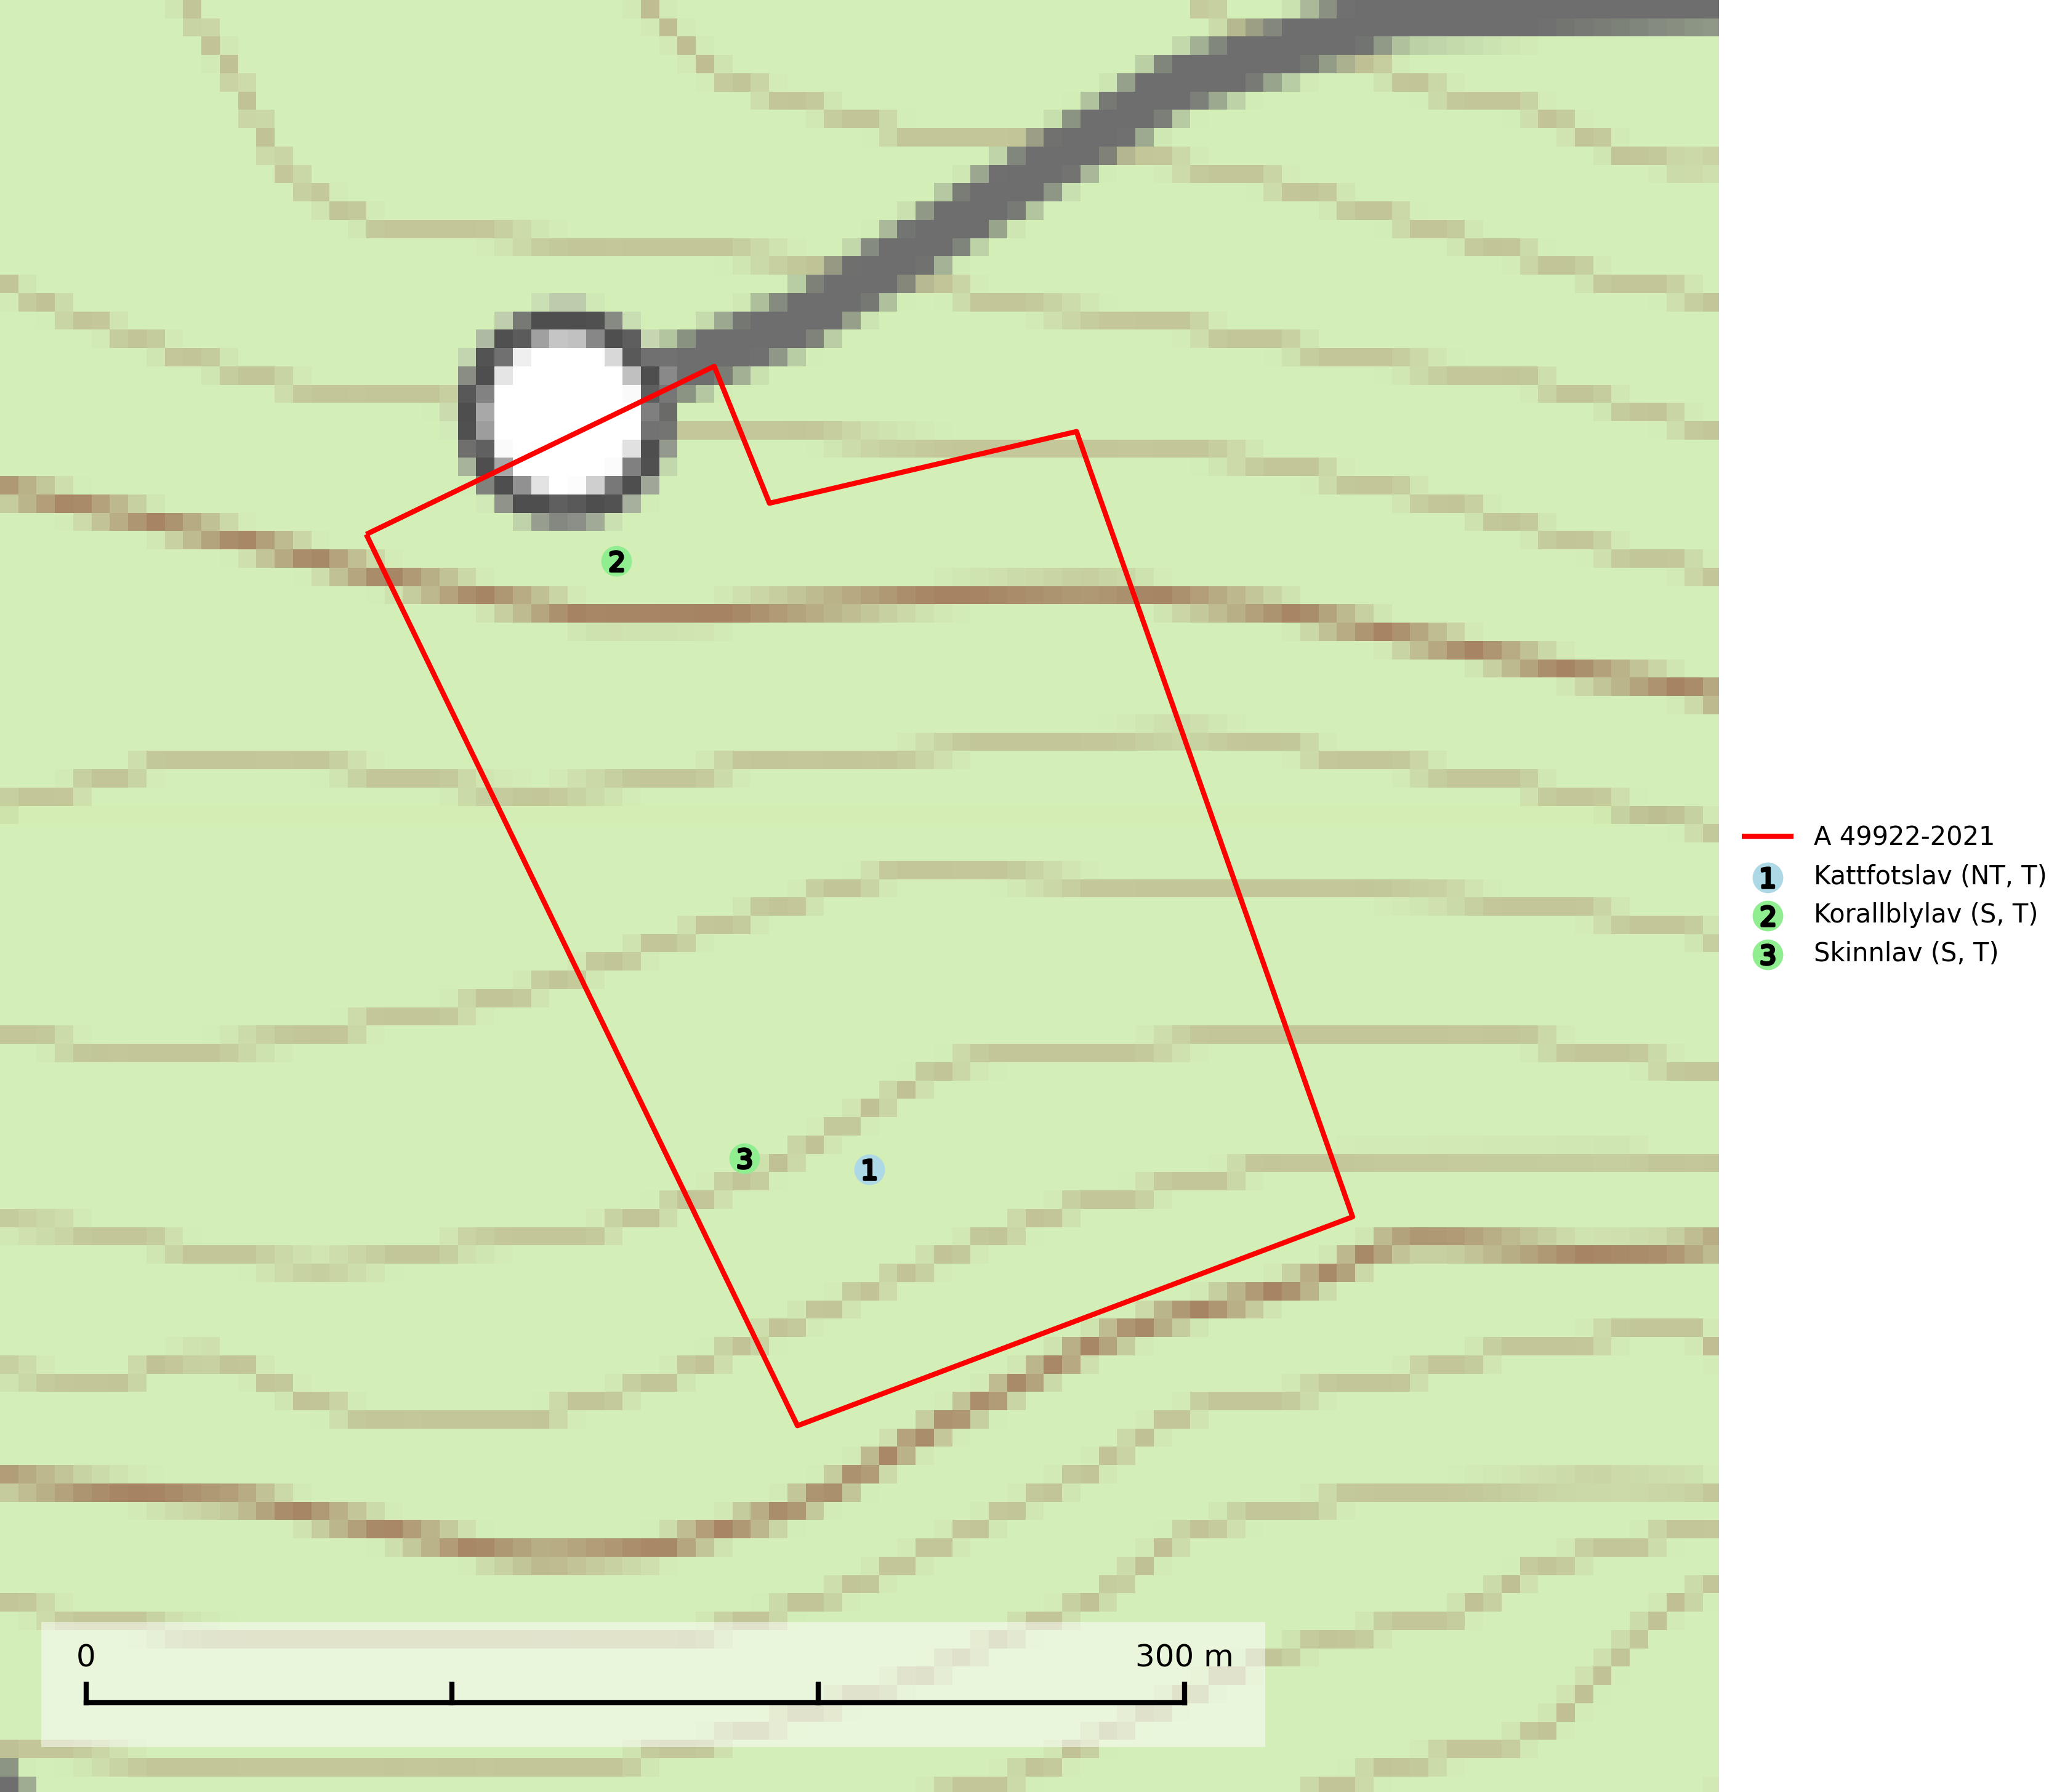 2
3
1
0 300 m
A 49922-2021
1 Kattfotslav (NT, T)
2 Korallblylav (S, T)
3 Skinnlav (S, T)